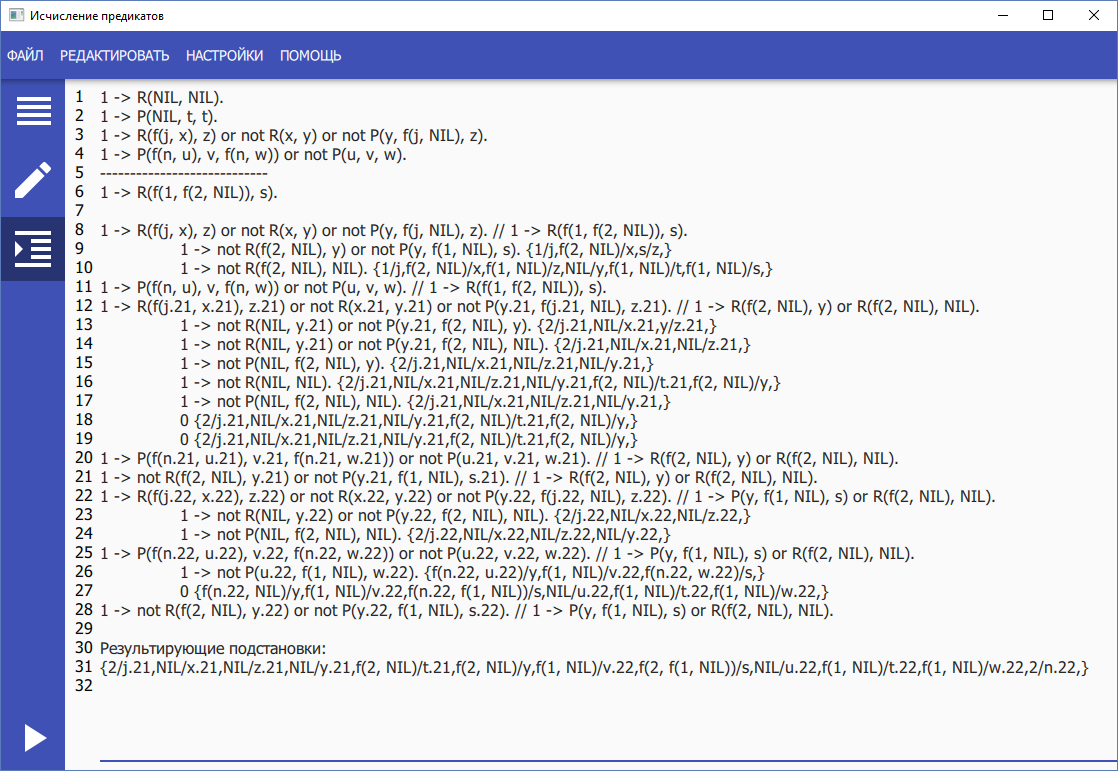 Исчисление предикатов
ФАЙЛ РЕДАКТИРОВАТЬ НАСТРОЙКИ ПОМОЩЬ
1 1 -> R(NIL, NIL).
2 1 -> P(NIL, t, t).
3 1 -> R(f(j, x), z) or not R(x, y) or not P(y, f(j, NIL), z).
4 1 -> P(f(n, u), v, f(n, w)) or not P(u, v, w).
5 ----------------------------
6 1 -> R(f(1, f(2, NIL)), s).
7
8 1 -> R(f(j, x), z) or not R(x, y) or not P(y, f(j, NIL), z). // 1 -> R(f(1, f(2, NIL)), s).
9 1 -> not R(f(2, NIL), y) or not P(y, f(1, NIL), s). {1/j,f(2, NIL)/x,s/z,}
10 1 -> not R(f(2, NIL), NIL). {1/j,f(2, NIL)/x,f(1, NIL)/z,NIL/y,f(1, NIL)/t,f(1, NIL)/s,}
11 1 -> P(f(n, u), v, f(n, w)) or not P(u, v, w). // 1 -> R(f(1, f(2, NIL)), s).
12 1 -> R(f(j.21, x.21), z.21) or not R(x.21, y.21) or not P(y.21, f(j.21, NIL), z.21). // 1 -> R(f(2, NIL), y) or R(f(2, NIL), NIL).
13 1 -> not R(NIL, y.21) or not P(y.21, f(2, NIL), y). {2/j.21,NIL/x.21,y/z.21,}
14 1 -> not R(NIL, y.21) or not P(y.21, f(2, NIL), NIL). {2/j.21,NIL/x.21,NIL/z.21,}
15 1 -> not P(NIL, f(2, NIL), y). {2/j.21,NIL/x.21,NIL/z.21,NIL/y.21,}
16 1 -> not R(NIL, NIL). {2/j.21,NIL/x.21,NIL/z.21,NIL/y.21,f(2, NIL)/t.21,f(2, NIL)/y,}
17 1 -> not P(NIL, f(2, NIL), NIL). {2/j.21,NIL/x.21,NIL/z.21,NIL/y.21,}
18 0 {2/j.21,NIL/x.21,NIL/z.21,NIL/y.21,f(2, NIL)/t.21,f(2, NIL)/y,}
19 0 {2/j.21,NIL/x.21,NIL/z.21,NIL/y.21,f(2, NIL)/t.21,f(2, NIL)/y,}
20 1 -> P(f(n.21, u.21), v.21, f(n.21, w.21)) or not P(u.21, v.21, w.21). // 1 -> R(f(2, NIL), y) or R(f(2, NIL), NIL).
21 1 -> not R(f(2, NIL), y.21) or not P(y.21, f(1, NIL), s.21). // 1 -> R(f(2, NIL), y) or R(f(2, NIL), NIL).
22 1 -> R(f(j.22, x.22), z.22) or not R(x.22, y.22) or not P(y.22, f(j.22, NIL), z.22). // 1 -> P(y, f(1, NIL), s) or R(f(2, NIL), NIL).
23 1 -> not R(NIL, y.22) or not P(y.22, f(2, NIL), NIL). {2/j.22,NIL/x.22,NIL/z.22,}
24 1 -> not P(NIL, f(2, NIL), NIL). {2/j.22,NIL/x.22,NIL/z.22,NIL/y.22,}
25 1 -> P(f(n.22, u.22), v.22, f(n.22, w.22)) or not P(u.22, v.22, w.22). // 1 -> P(y, f(1, NIL), s) or R(f(2, NIL), NIL).
26 1 -> not P(u.22, f(1, NIL), w.22). {f(n.22, u.22)/y,f(1, NIL)/v.22,f(n.22, w.22)/s,}
27 0 {f(n.22, NIL)/y,f(1, NIL)/v.22,f(n.22, f(1, NIL))/s,NIL/u.22,f(1, NIL)/t.22,f(1, NIL)/w.22,}
28 1 -> not R(f(2, NIL), y.22) or not P(y.22, f(1, NIL), s.22). // 1 -> P(y, f(1, NIL), s) or R(f(2, NIL), NIL).
29
30 Результирующие подстановки:
31 {2/j.21,NIL/x.21,NIL/z.21,NIL/y.21,f(2, NIL)/t.21,f(2, NIL)/y,f(1, NIL)/v.22,f(2, f(1, NIL))/s,NIL/u.22,f(1, NIL)/t.22,f(1, NIL)/w.22,2/n.22,}
32